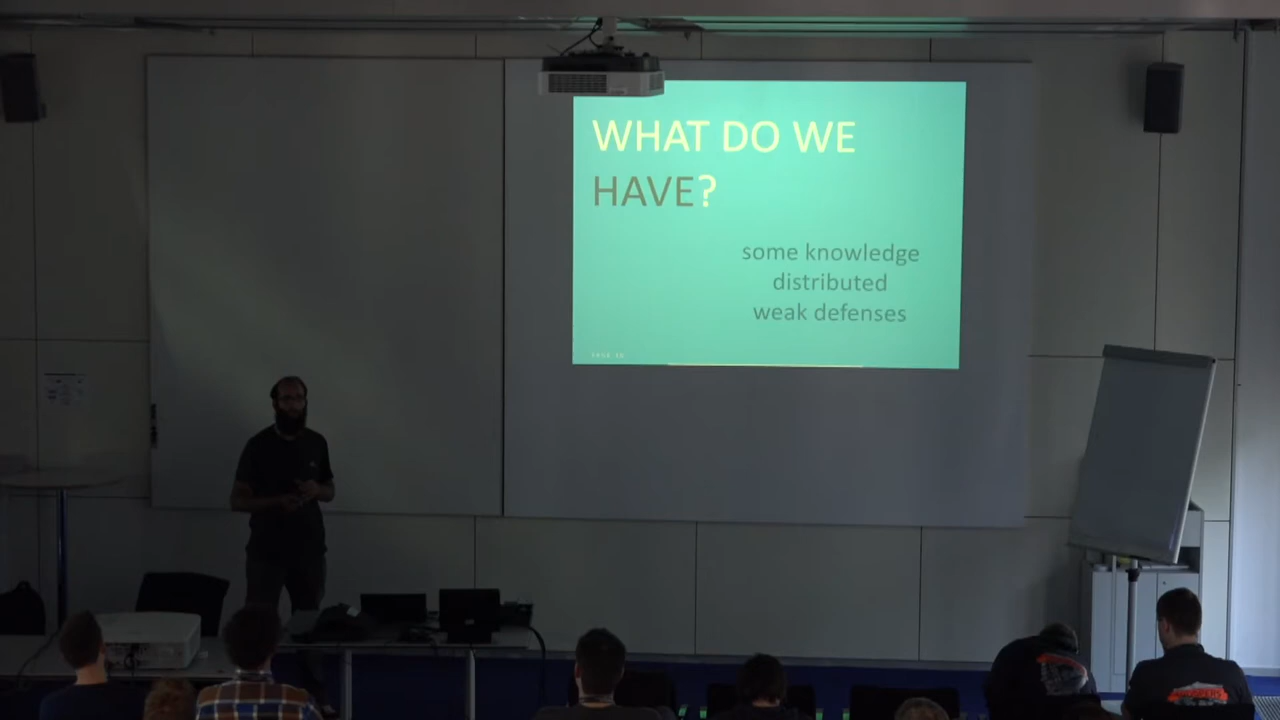 WHAT DO WE
HAVE?
some knowledge
distributed
weak defenses